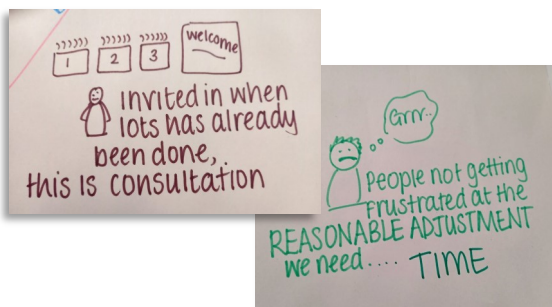 1 2 3 welcome
Invited in when
lots has already
been done,
this is consultation
Grrr..
People not getting
frustrated at the
REASONABLE ADJUSTMENT
we need.... TIME